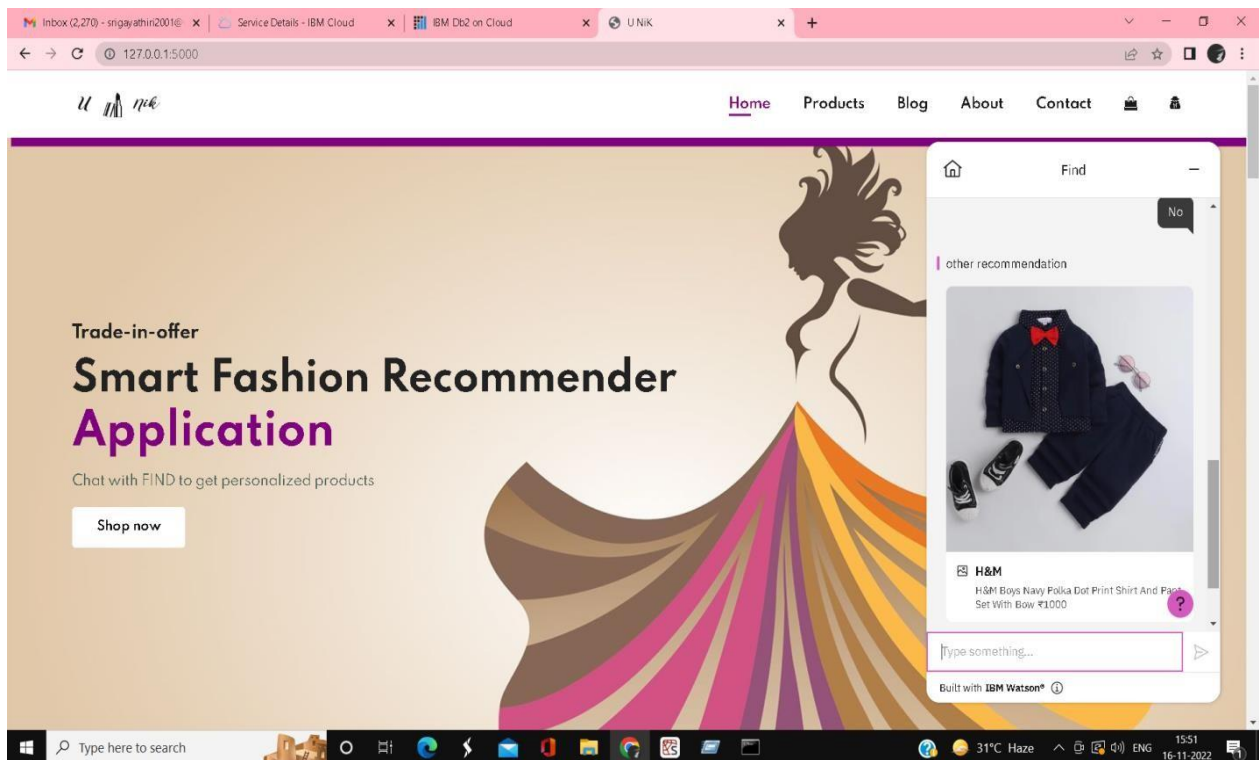 Inbox (2,270) - srigayathiri2001@
Service Details - IBM Cloud
IBM Db2 on Cloud
U NiK
127.0.0.1:5000
U nik
Home Products Blog About Contact
Find
No
other recommendation
Trade-in-offer
Smart Fashion Recommender
Application
Chat with FIND to get personalized products
Shop now
H&M
H&M Boys Navy Polka Dot Print Shirt And Pant
Set With Bow ₹1000
?
Type something...
Built with IBM Watson®
Type here to search
31°C Haze
ENG
15:51
16-11-2022
1